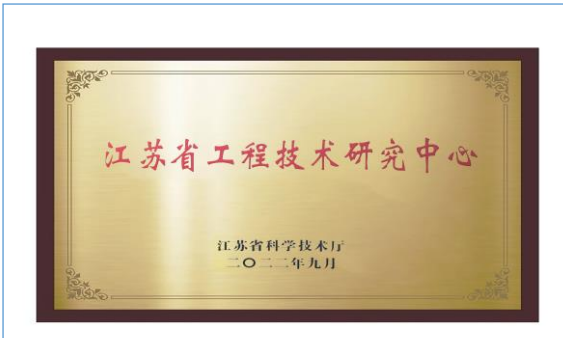 江苏省工程技术研究中心
江苏省科学技术厅
二〇二二年九月